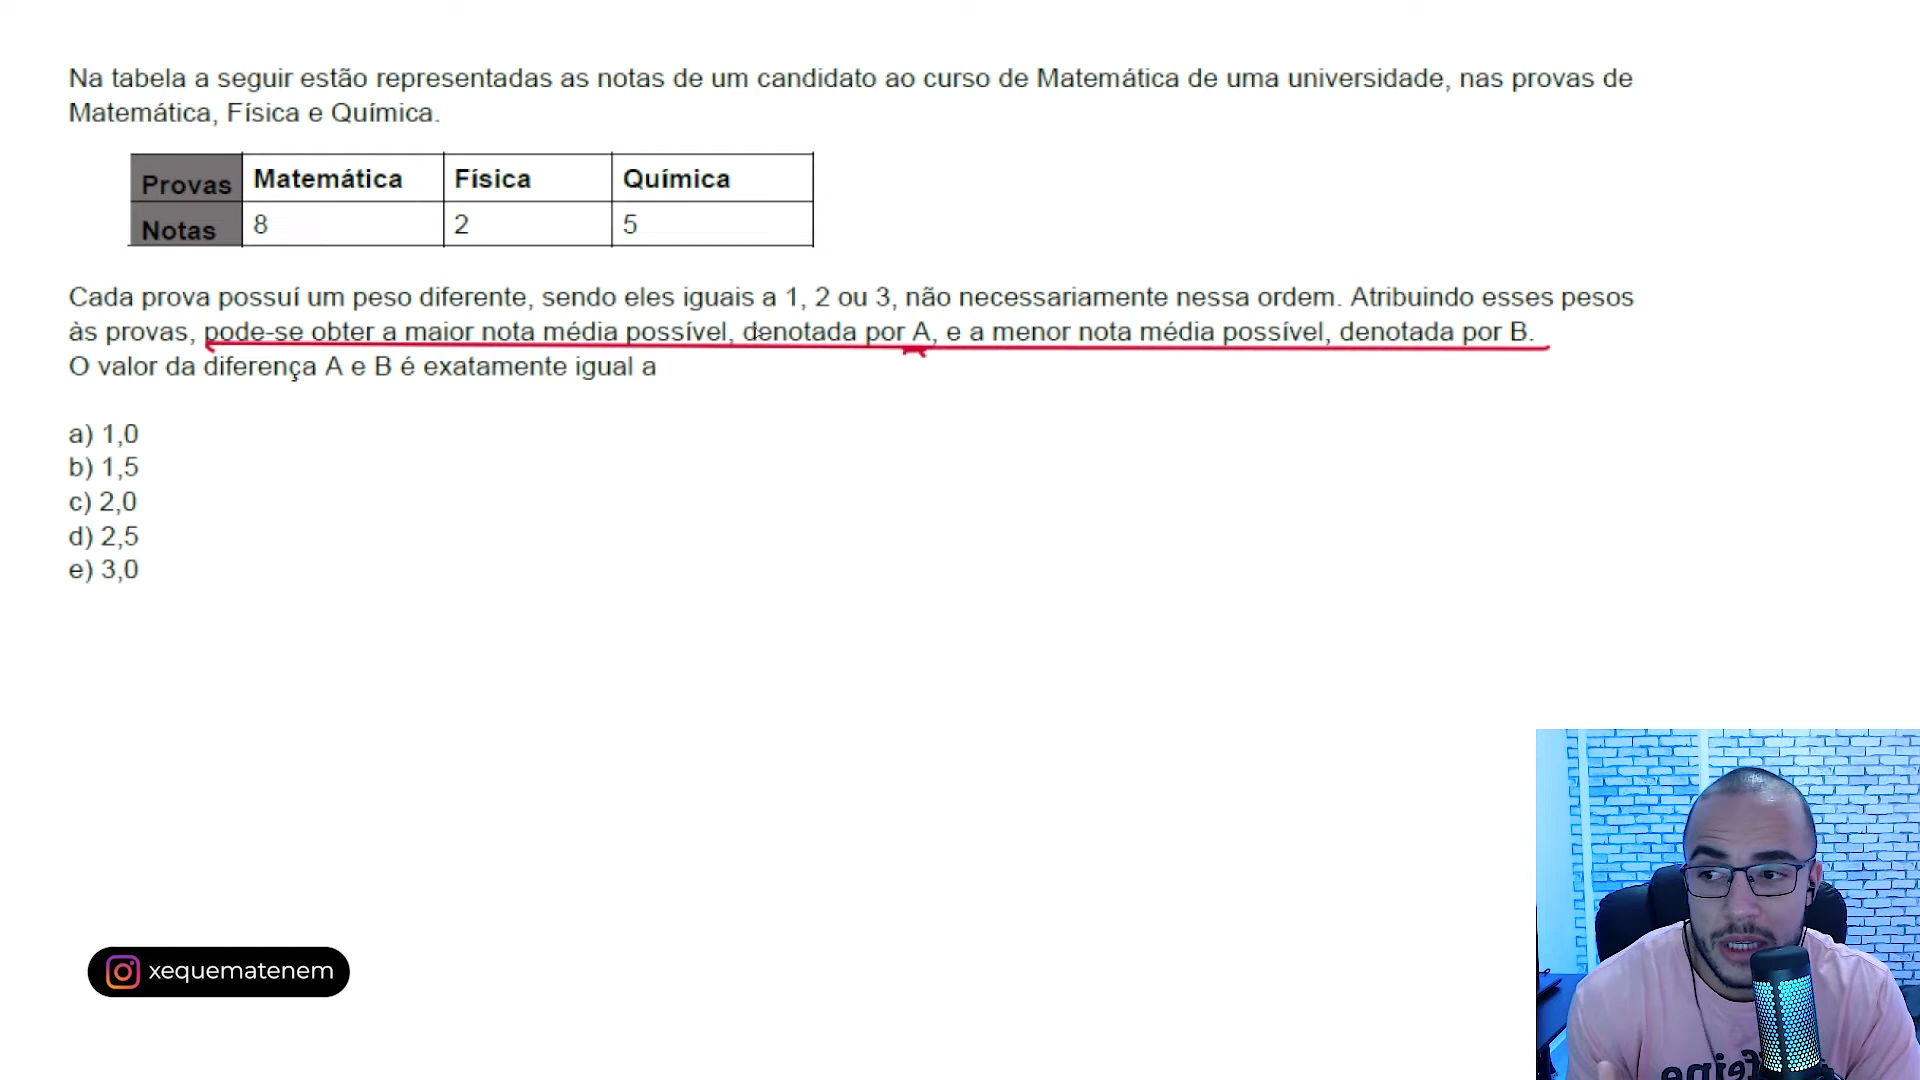 Na tabela a seguir estão representadas as notas de um candidato ao curso de Matemática de uma universidade, nas provas de
Matemática, Física e Química.
Provas Matemática Física Química
Notas 8 2 5
Cada prova possuí um peso diferente, sendo eles iguais a 1, 2 ou 3, não necessariamente nessa ordem. Atribuindo esses pesos
às provas, pode-se obter a maior nota média possível, denotada por A, e a menor nota média possível, denotada por B.
O valor da diferença A e B é exatamente igual a
a) 1,0
b) 1,5
c) 2,0
d) 2,5
e) 3,0
xequematenem